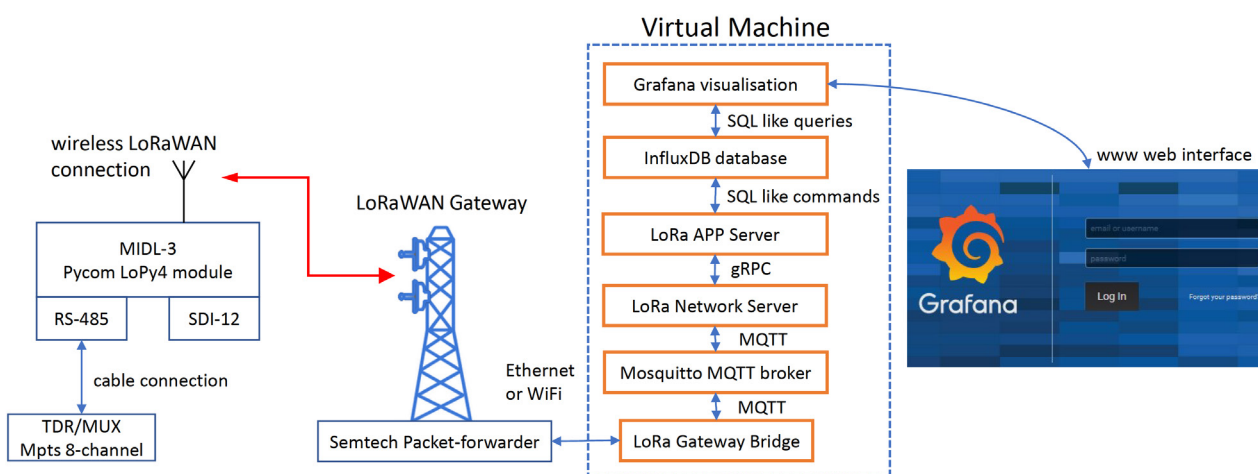 Virtual Machine
Grafana visualisation
SQL like queries
InfluxDB database
SQL like commands
LoRa APP Server
gRPC
LoRa Network Server
MQTT
Mosquitto MQTT broker
MQTT
LoRa Gateway Bridge
wireless LoRaWAN
connection
MIDL-3
Pycom LoPy4 module
RS-485
SDI-12
cable connection
TDR/MUX
Mpts 8-channel
LoRaWAN Gateway
Semtech Packet-forwarder
Ethernet
or WiFi
www web interface
Grafana
email or username
password
Log In
Forgot your password